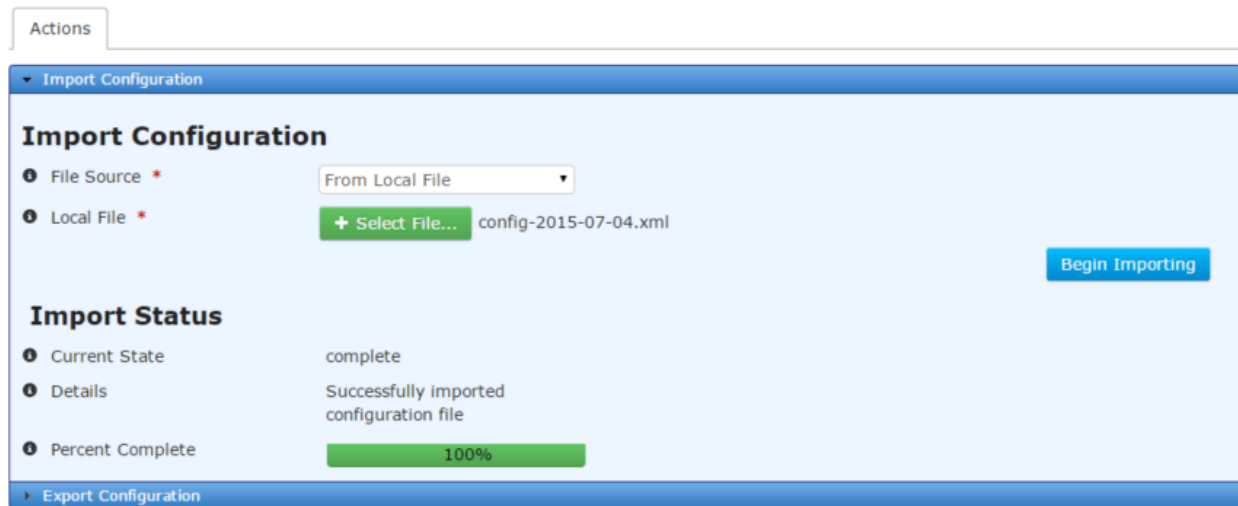 Actions
Import Configuration
Import Configuration
File Source *
From Local File
Local File *
+ Select File... config-2015-07-04.xml
Begin Importing
Import Status
Current State complete
Details Successfully imported
configuration file
Percent Complete 100%
Export Configuration